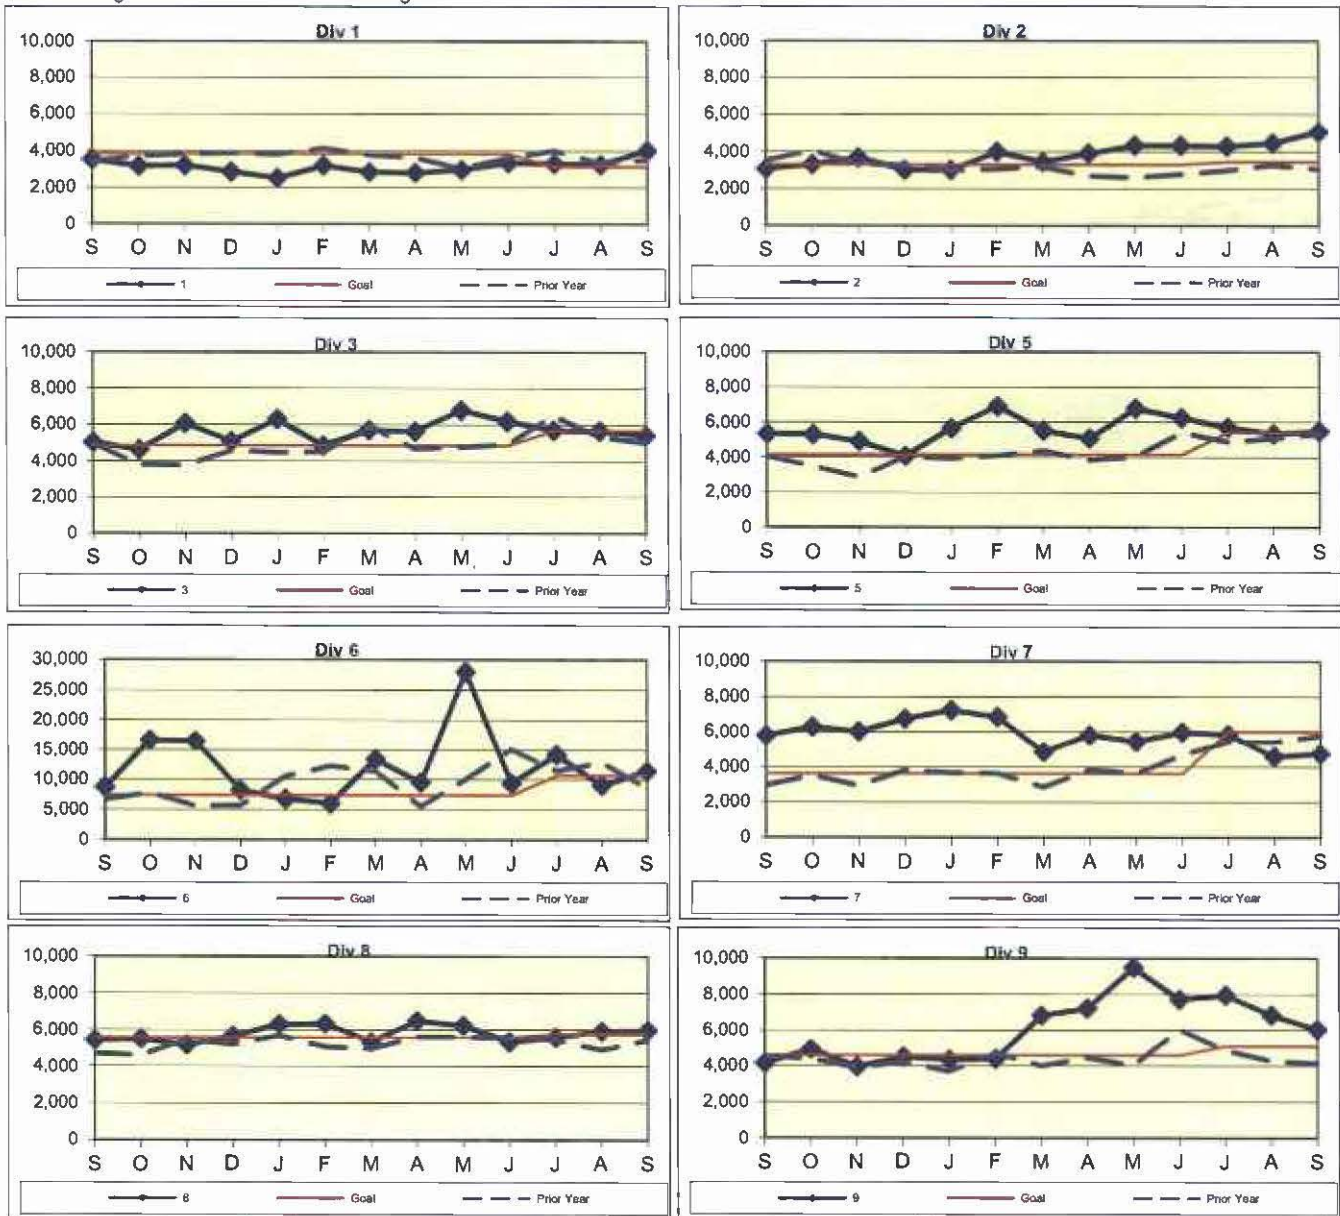 Div 1
10,000
8,000
6,000
4,000
2,000
0
S O N D J F M A M J J A S
1 Goal Prior Year
Div 2
10,000
8,000
6,000
4,000
2,000
0
S O N D J F M A M J J A S
2 Goal Prior Year
Div 3
10,000
8,000
6,000
4,000
2,000
0
S O N D J F M A M J J A S
3 Goal Prior Year
Div 5
10,000
8,000
6,000
4,000
2,000
0
S O N D J F M A M J J A S
5 Goal Prior Year
Div 6
30,000
25,000
20,000
15,000
10,000
5,000
0
S O N D J F M A M J J A S
6 Goal Prior Year
Div 7
10,000
8,000
6,000
4,000
2,000
0
S O N D J F M A M J J A S
7 Goal Prior Year
Div 8
10,000
8,000
6,000
4,000
2,000
0
S O N D J F M A M J J A S
8 Goal Prior Year
Div 9
10,000
8,000
6,000
4,000
2,000
0
S O N D J F M A M J J A S
9 Goal Prior Year